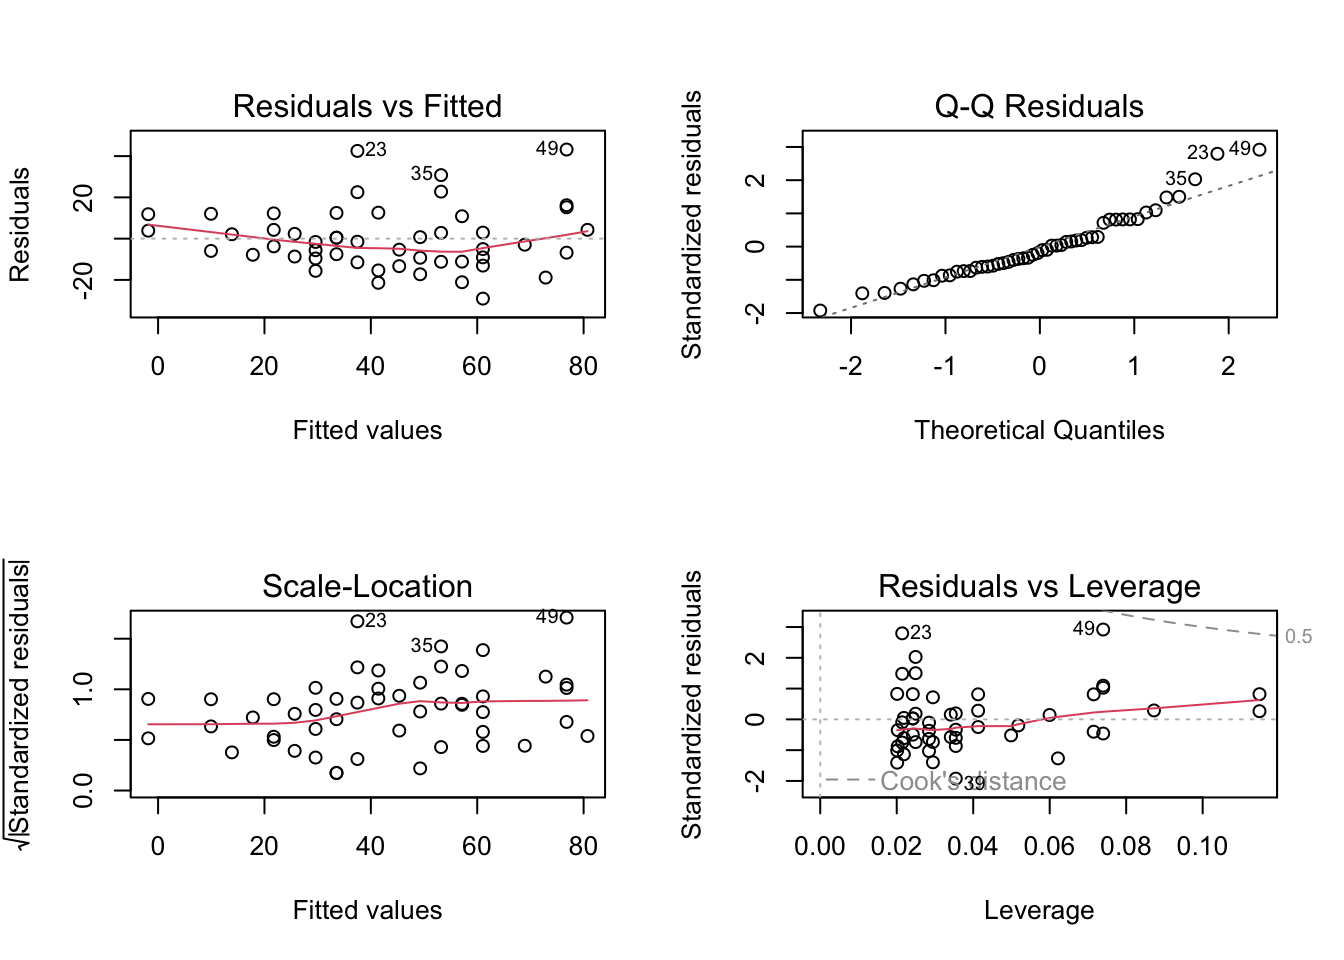 Residuals vs Fitted
Residuals
20
-20
23
35
49
0 20 40 60 80
Fitted values
Q-Q Residuals
Standardized residuals
2
0
-2
23
49
35
-2 -1 0 1 2
Theoretical Quantiles
Scale-Location
√|Standardized residuals|
1.0
0.0
23
35
49
0 20 40 60 80
Fitted values
Residuals vs Leverage
Standardized residuals
2
0
-2
23
49
0.5
Cook's distance
39
0.00 0.02 0.04 0.06 0.08 0.10
Leverage